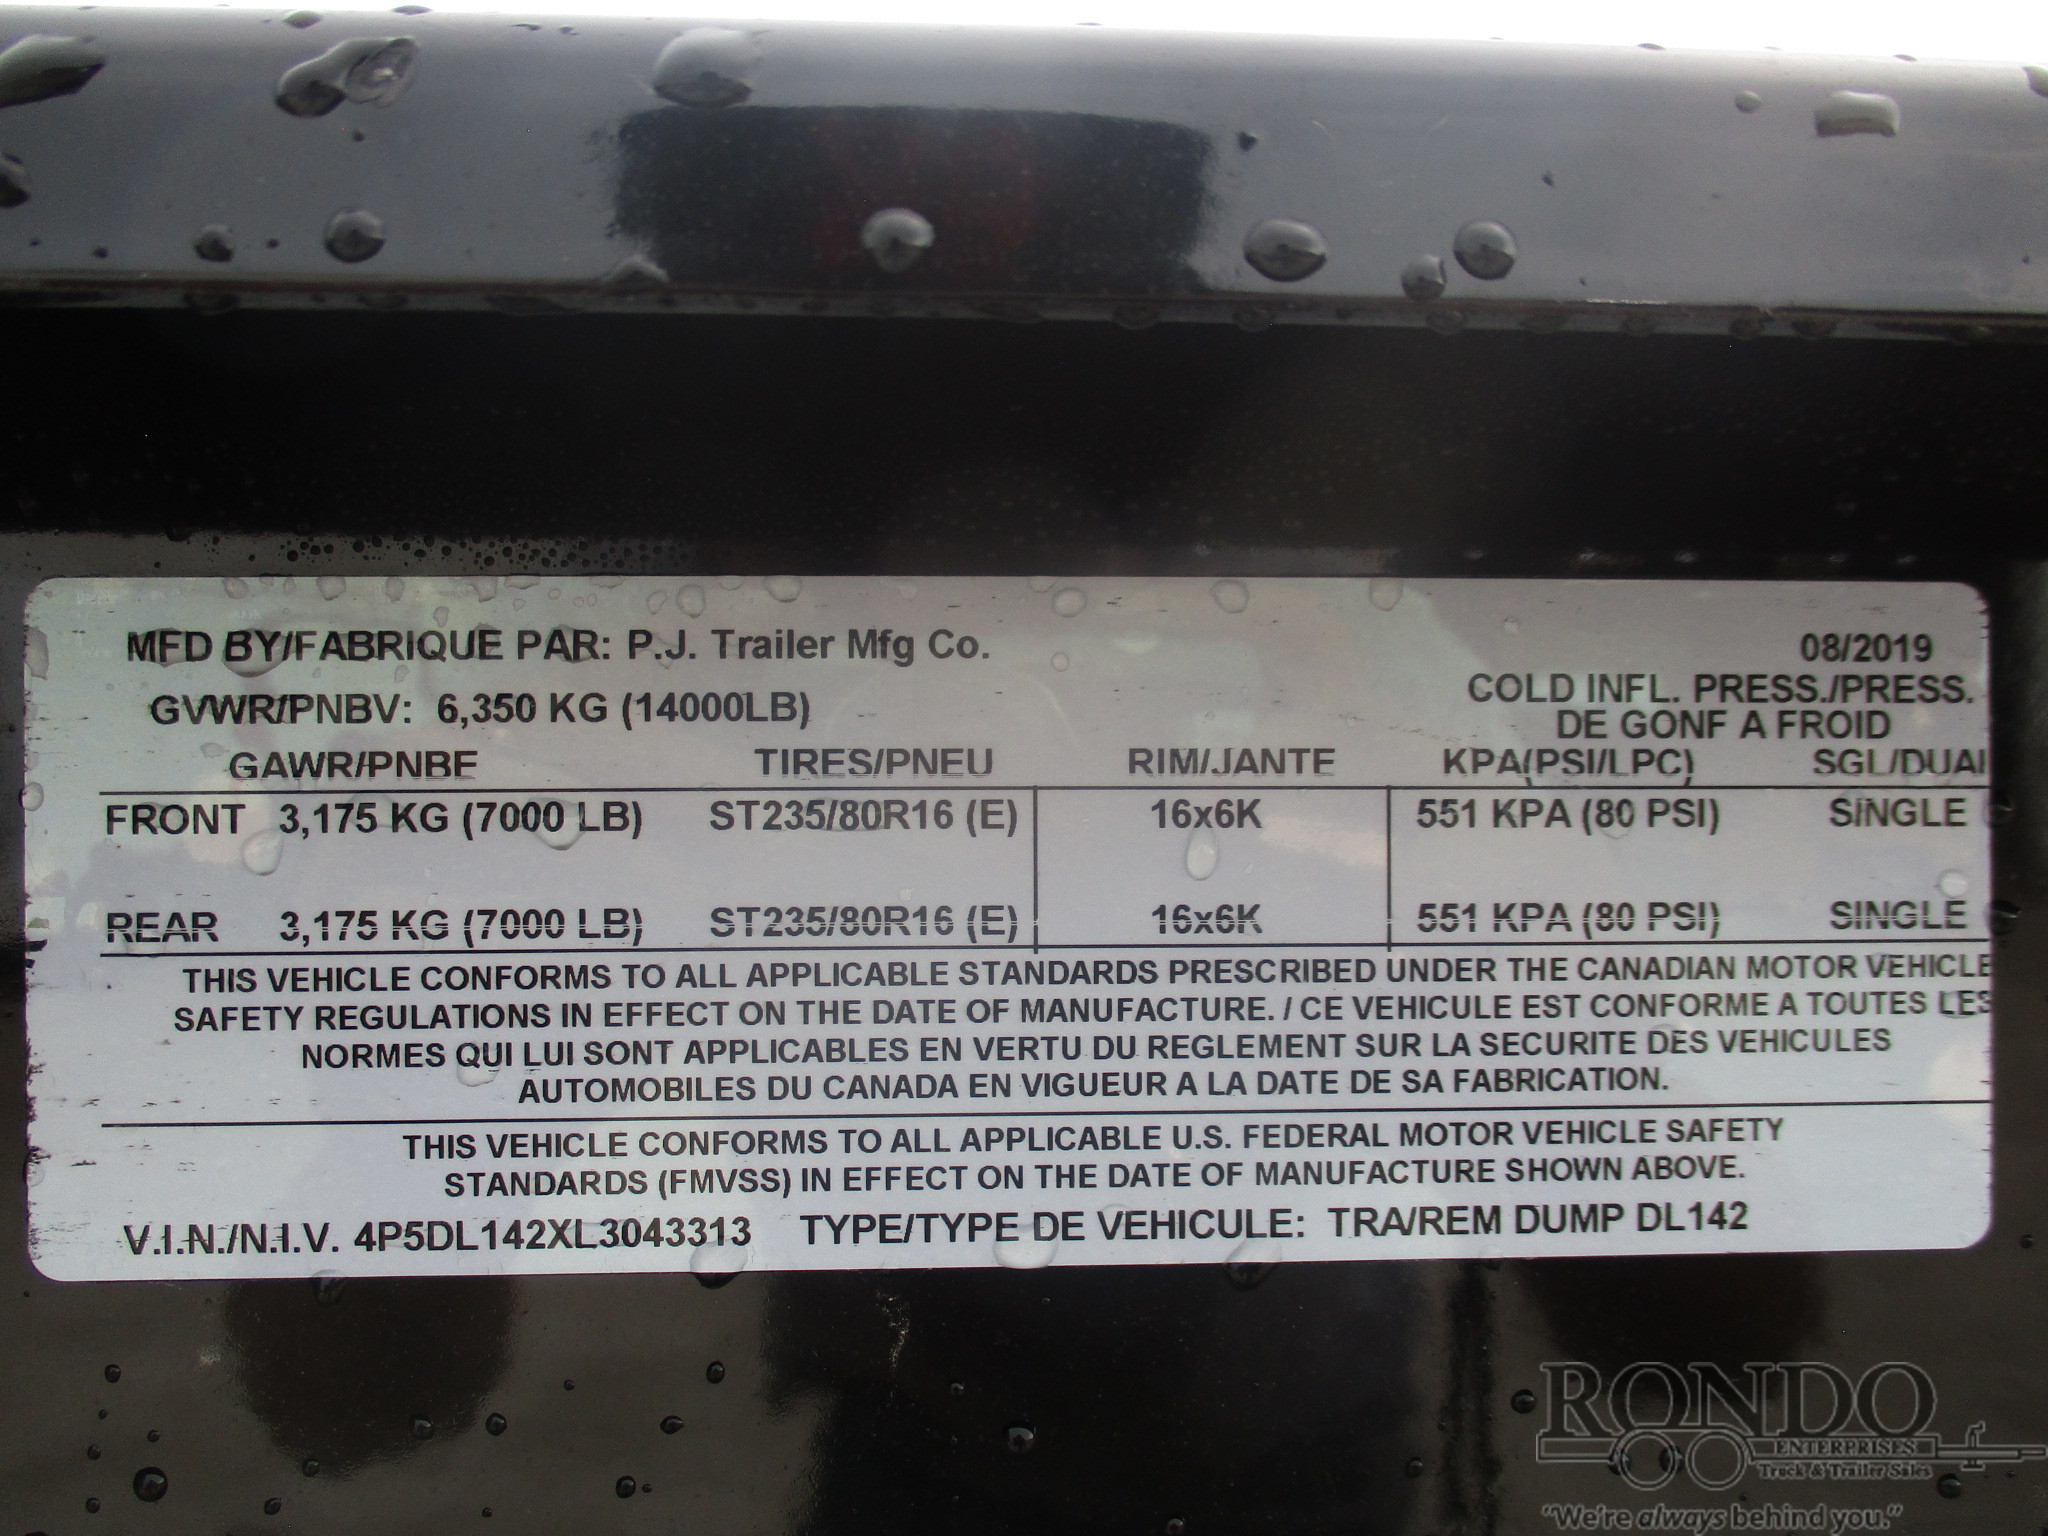 MFD BY/FABRIQUE PAR: P.J. Trailer Mfg Co. 08/2019
GVWR/PNBV: 6,350 KG (14000LB) COLD INFL. PRESS./PRESS.
DE GONF A FROID
GAWR/PNBE TIRES/PNEU RIM/JANTE KPA(PSI/LPC) SGL/DUAL
FRONT 3,175 KG (7000 LB) ST235/80R16 (E) 16x6K 551 KPA (80 PSI) SINGLE
REAR 3,175 KG (7000 LB) ST235/80R16 (E) 16x6K 551 KPA (80 PSI) SINGLE
THIS VEHICLE CONFORMS TO ALL APPLICABLE STANDARDS PRESCRIBED UNDER THE CANADIAN MOTOR VEHICLE
SAFETY REGULATIONS IN EFFECT ON THE DATE OF MANUFACTURE. / CE VEHICULE EST CONFORME A TOUTES LES
NORMES QUI LUI SONT APPLICABLES EN VERTU DU REGLEMENT SUR LA SECURITE DES VEHICULES
AUTOMOBILES DU CANADA EN VIGUEUR A LA DATE DE SA FABRICATION.
THIS VEHICLE CONFORMS TO ALL APPLICABLE U.S. FEDERAL MOTOR VEHICLE SAFETY
STANDARDS (FMVSS) IN EFFECT ON THE DATE OF MANUFACTURE SHOWN ABOVE.
V.I.N./N.I.V. 4P5DL142XL3043313 TYPE/TYPE DE VEHICULE: TRA/REM DUMP DL142
RONDO
ENTERPRISES
Truck & Trailer Sales
"We're always behind you."